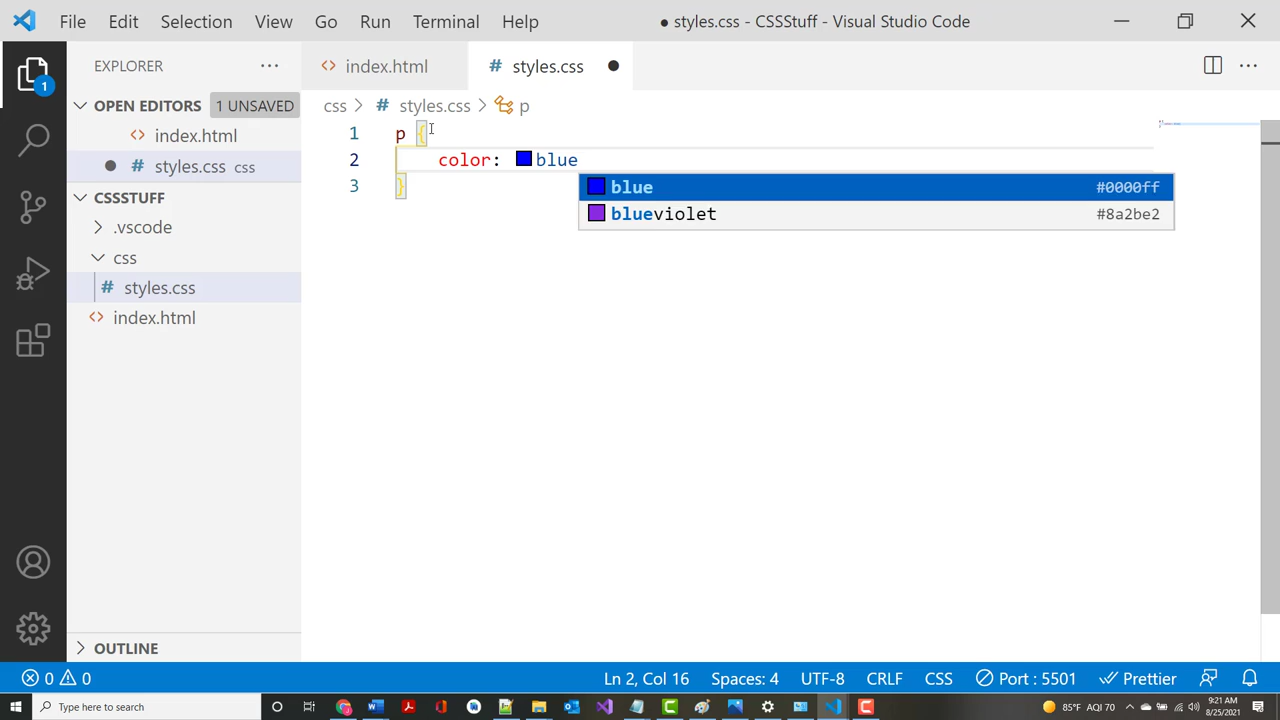 File Edit Selection View Go Run Terminal Help
● styles.css - CSSStuff - Visual Studio Code
EXPLORER
index.html
# styles.css
1
OPEN EDITORS 1 UNSAVED
css > # styles.css > p
index.html
# styles.css css
CSSSTUFF
.vscode
css
# styles.css
index.html
1 p {
2 color: blue
3 }
blue #0000ff
blueviolet #8a2be2
OUTLINE
0 0
Ln 2, Col 16 Spaces: 4 UTF-8 CRLF CSS Port : 5501 Prettier
Type here to search
85°F AQI 70
9:21 AM
8/25/2021